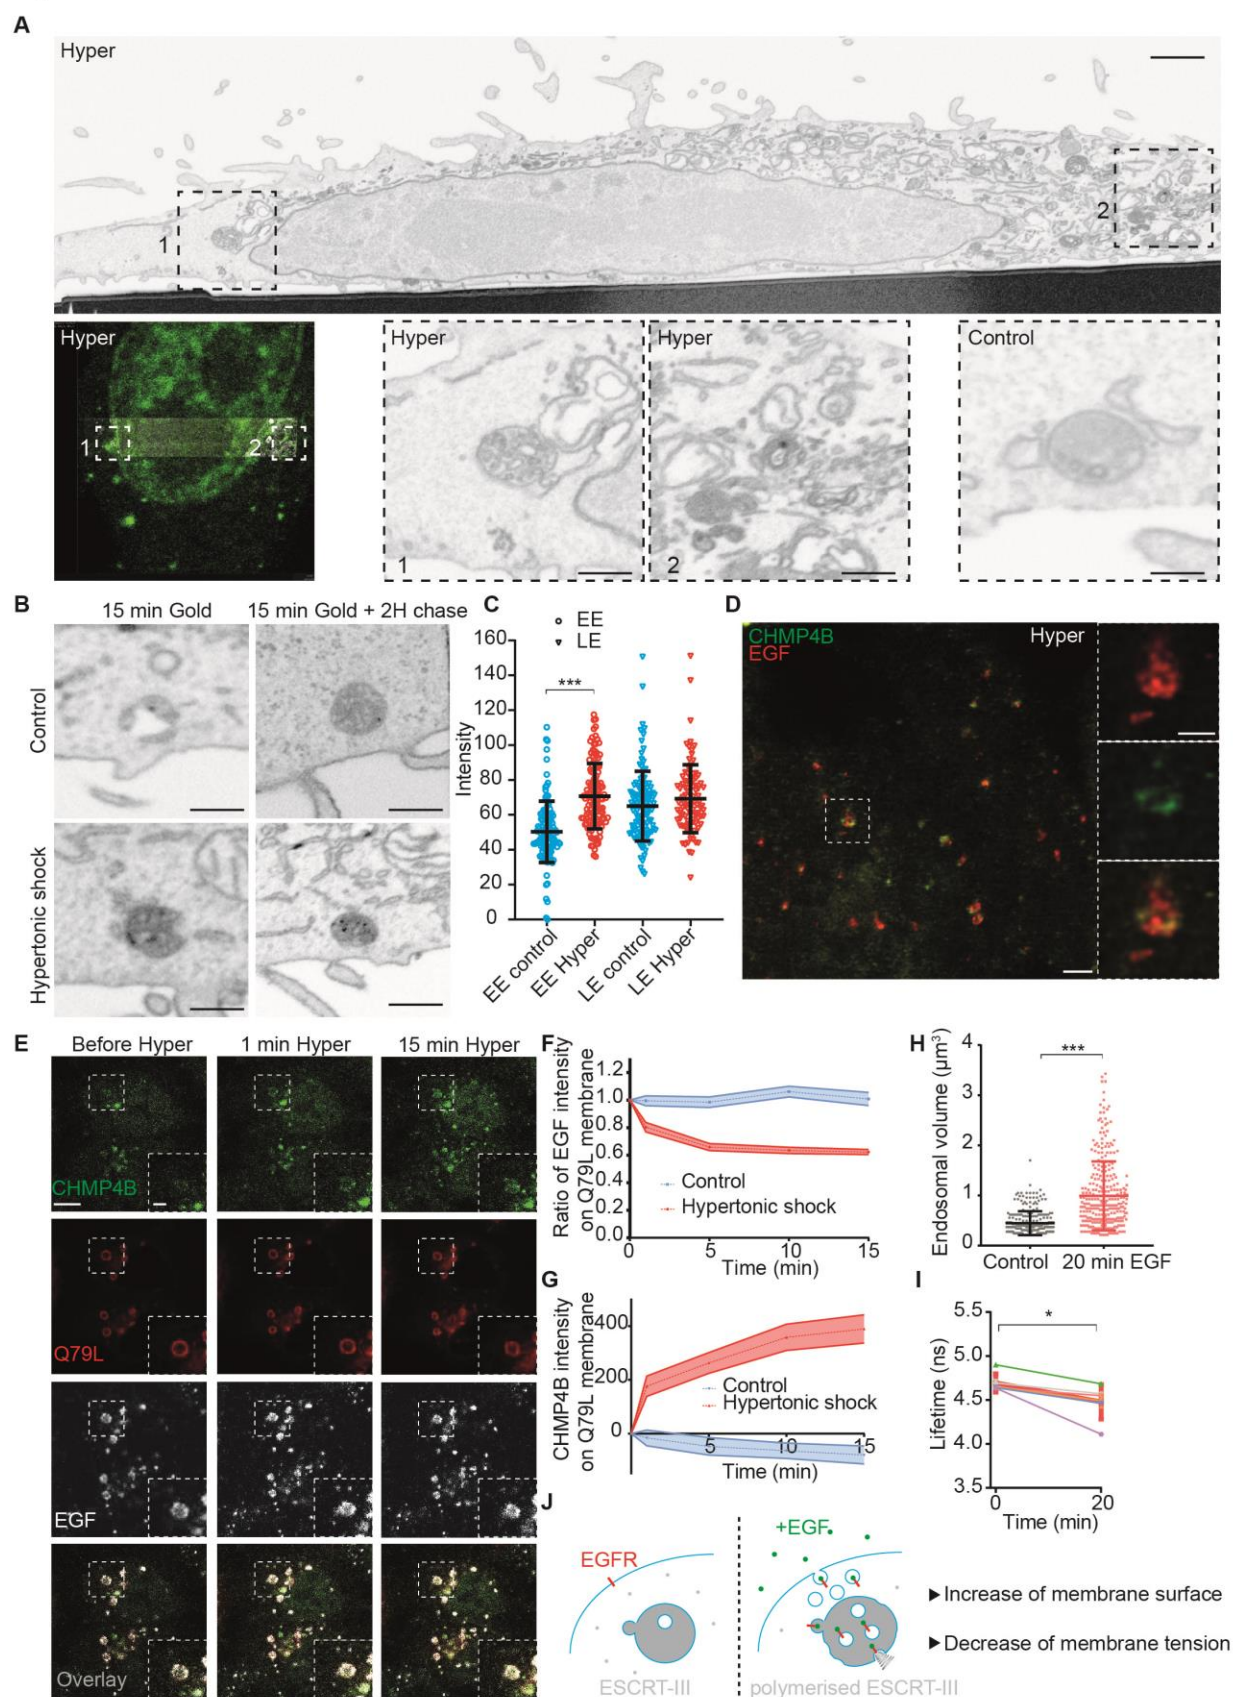 A
Hyper
1
2
Hyper
1
2
Hyper
1
Hyper
2
Control
B
15 min Gold
15 min Gold + 2H chase
Control
Hypertonic shock
C
EE
LE
160
140
120
100
80
60
40
20
0
Intensity
***
EE control
EE Hyper
LE control
LE Hyper
D
CHMP4B
EGF
Hyper
E
Before Hyper
1 min Hyper
15 min Hyper
CHMP4B
Q79L
EGF
Overlay
F
Ratio of EGF intensity
on Q79L membrane
1.2
1.0
0.8
0.6
0.4
0.2
0.0
Control
Hypertonic shock
0
5
10
15
Time (min)
G
CHMP4B intensity
on Q79L membrane
400
200
0
Control
Hypertonic shock
5
10
15
Time (min)
H
Endosomal volume (µm³)
4
3
2
1
0
***
Control
20 min EGF
I
Lifetime (ns)
5.5
5.0
4.5
4.0
3.5
*
0
20
Time (min)
J
EGFR
ESCRT-III
+EGF
polymerised ESCRT-III
Increase of membrane surface
Decrease of membrane tension